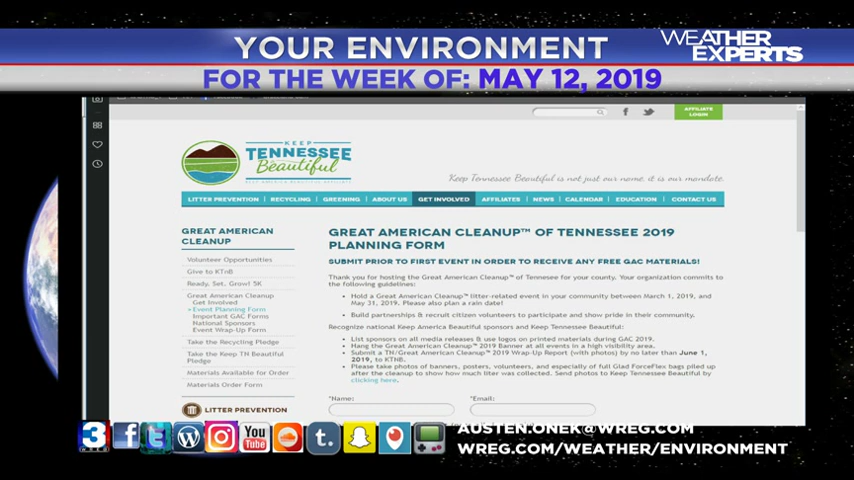 YOUR ENVIRONMENT
WEATHER
EXPERTS
FOR THE WEEK OF: MAY 12, 2019
AFFILIATE
LOGIN
KEEP
TENNESSEE
Beautiful
KEEP AMERICA BEAUTIFUL AFFILIATE
Keep Tennessee Beautiful is not just our name, it is our mandate.
LITTER PREVENTION | RECYCLING | GREENING | ABOUT US | GET INVOLVED | AFFILIATES | NEWS | CALENDAR | EDUCATION | CONTACT US
GREAT AMERICAN
CLEANUP
Volunteer Opportunities
Give to KTnB
Ready, Set, Grow! 5K
Great American Cleanup
Get Involved
Event Planning Form
Important GAC Forms
National Sponsors
Event Wrap-Up Form
Take the Recycling Pledge
Take the Keep TN Beautiful
Pledge
Materials Available for Order
Materials Order Form
LITTER PREVENTION
GREAT AMERICAN CLEANUP™ OF TENNESSEE 2019
PLANNING FORM
SUBMIT PRIOR TO FIRST EVENT IN ORDER TO RECEIVE ANY FREE GAC MATERIALS!
Thank you for hosting the Great American Cleanup™ of Tennesee for your county. Your organization commits to
the following guidelines:
• Hold a Great American Cleanup™ litter-related event in your community between March 1, 2019, and
May 31, 2019. Please also plan a rain date!
• Build partnerships & recruit citizen volunteers to participate and show pride in their community.
Recognize national Keep America Beautiful sponsors and Keep Tennessee Beautiful:
• List sponsors on all media releases & use logos on printed materials during GAC 2019.
• Hang the Great American Cleanup™ 2019 Banner at all events in a high visibility area.
• Submit a TN/Great American Cleanup™ 2019 Wrap-Up Report (with photos) by no later than June 1,
2019, to KTnB.
• Please take photos of banners, posters, volunteers, and especially of full Glad ForceFlex bags piled up
after the cleanup to show how much litter was collected. Send photos to Keep Tennessee Beautiful by
clicking here.
*Name: *Email:
3
WREG
You
Tube
AUSTEN.ONEK@WREG.COM
WREG.COM/WEATHER/ENVIRONMENT